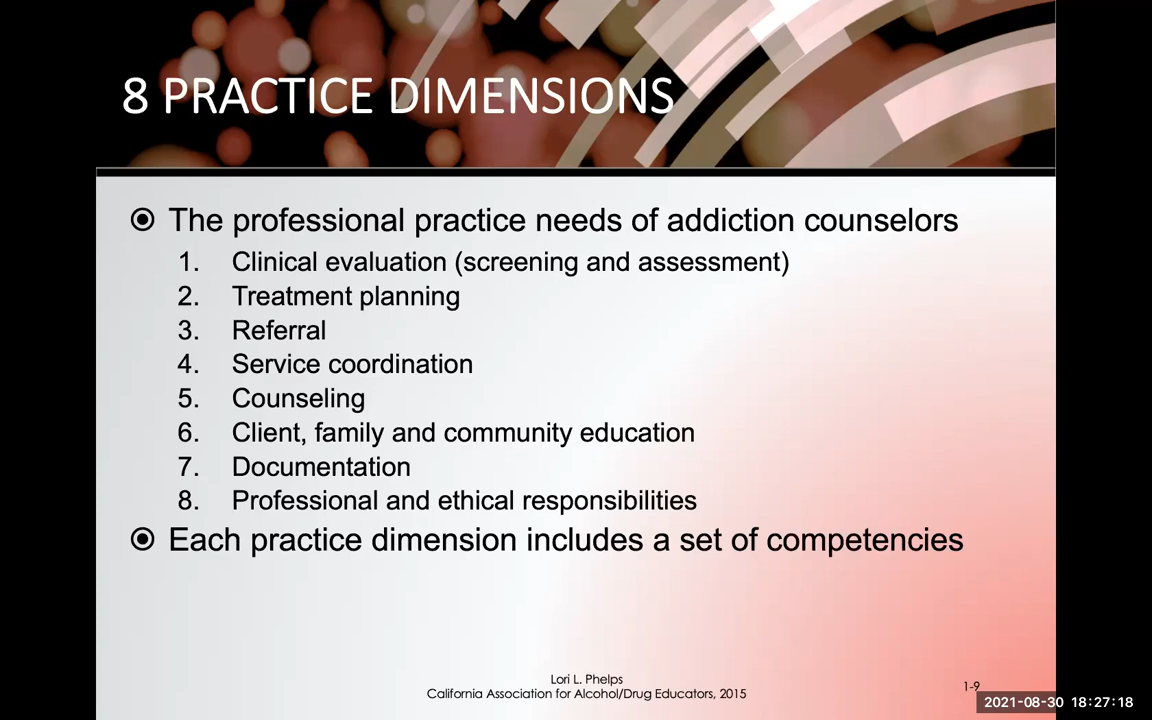 8 PRACTICE DIMENSIONS
The professional practice needs of addiction counselors
1. Clinical evaluation (screening and assessment)
2. Treatment planning
3. Referral
4. Service coordination
5. Counseling
6. Client, family and community education
7. Documentation
8. Professional and ethical responsibilities
Each practice dimension includes a set of competencies
Lori L. Phelps
California Association for Alcohol/Drug Educators, 2015
1-9
2021-08-30 18:27:18